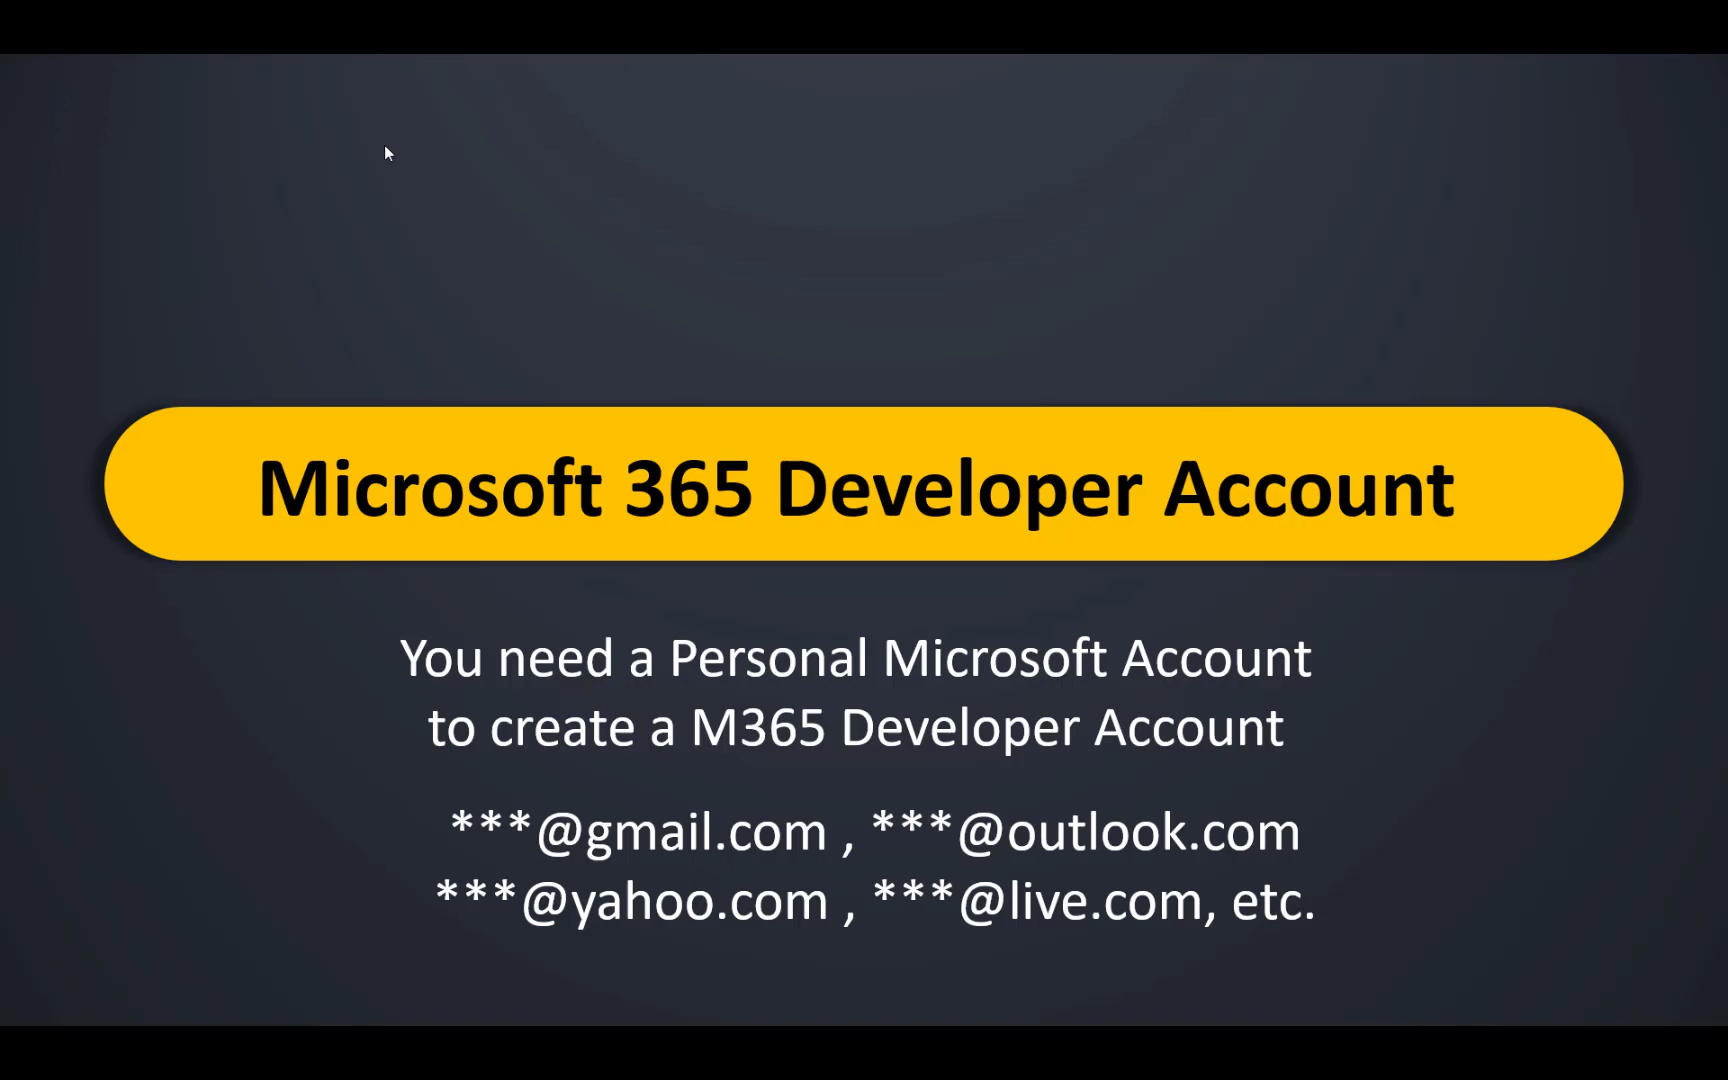 Microsoft 365 Developer Account
You need a Personal Microsoft Account
to create a M365 Developer Account
***@gmail.com , ***@outlook.com
***@yahoo.com , ***@live.com, etc.